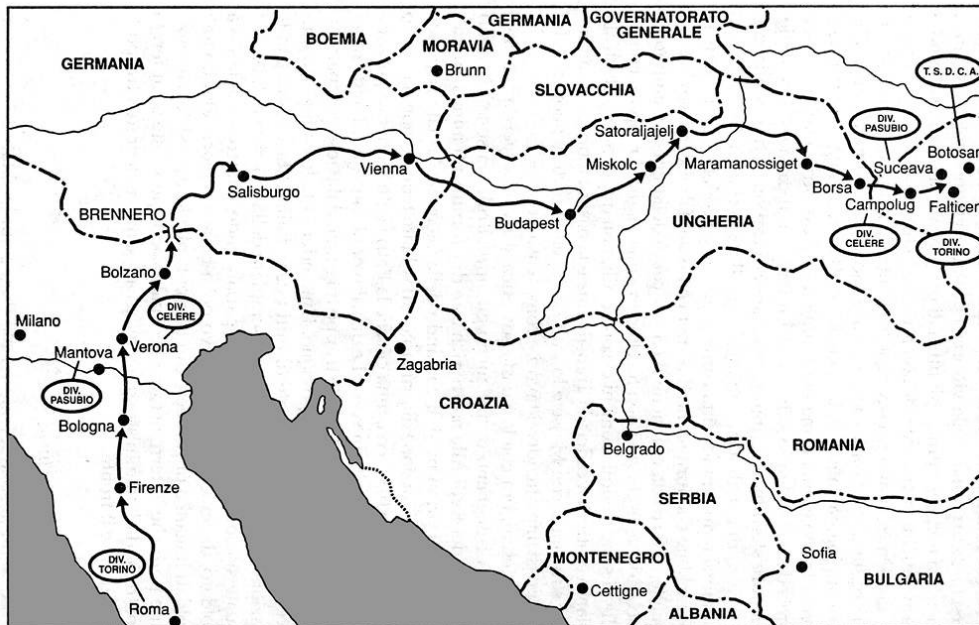 GERMANIA
BOEMIA
MORAVIA
Brunn
GERMANIA
GOVERNATORATO
GENERALE
SLOVACCHIA
T. S. D. C. A.
DIV.
PASUBIO
Botosan
Suceava
Satoraljajelj
Miskolc
Maramanossiget
Borsa
Campolug
Falticen
Vienna
Salisburgo
BRENNERO
Budapest
UNGHERIA
DIV.
CELERE
DIV.
TORINO
Bolzano
DIV.
CELERE
Milano
Verona
Mantova
Zagabria
DIV.
PASUBIO
CROAZIA
Bologna
Belgrado
ROMANIA
Firenze
SERBIA
DIV.
TORINO
MONTENEGRO
Sofia
Roma
Cettigne
BULGARIA
ALBANIA